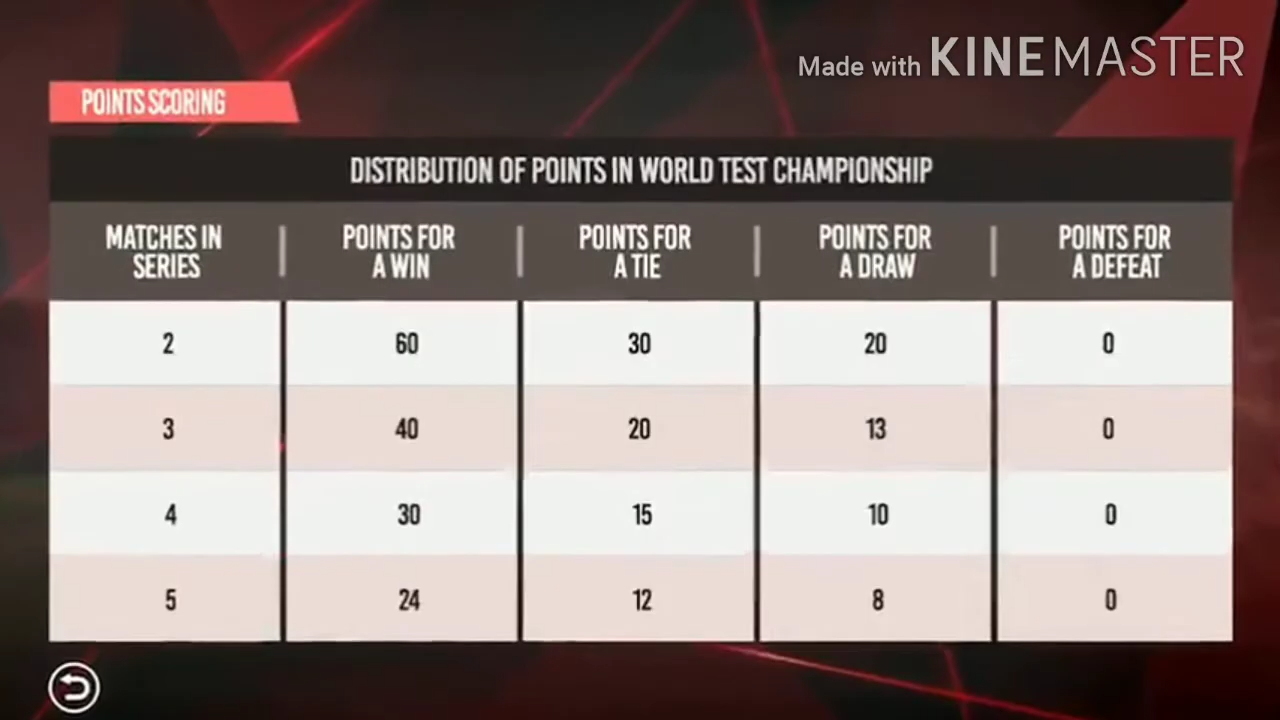 Made with KINEMASTER
POINTS SCORING
DISTRIBUTION OF POINTS IN WORLD TEST CHAMPIONSHIP
MATCHES IN SERIES POINTS FOR A WIN POINTS FOR A TIE POINTS FOR A DRAW POINTS FOR A DEFEAT
2 60 30 20 0
3 40 20 13 0
4 30 15 10 0
5 24 12 8 0